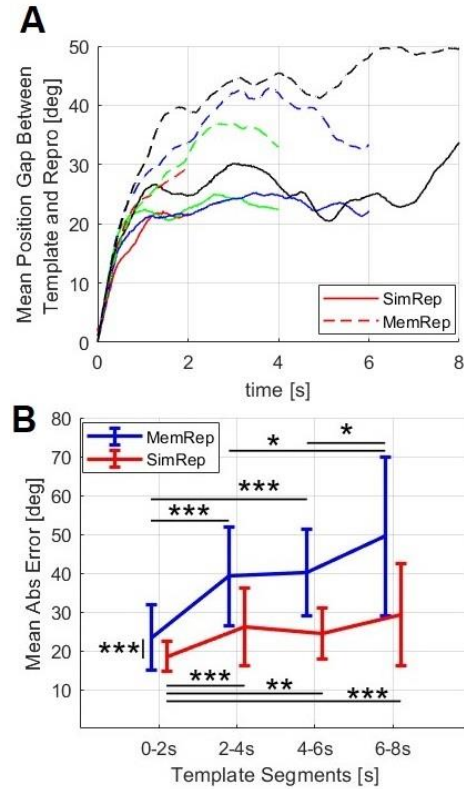 A
Mean Position Gap Between
Template and Repro [deg]
50
40
30
20
10
0
SimRep
MemRep
0 2 4 6 8
time [s]
B
Mean Abs Error [deg]
80
70
60
50
40
30
20
10
MemRep
SimRep
*
*
***
***
***
***
**
***
0-2s 2-4s 4-6s 6-8s
Template Segments [s]